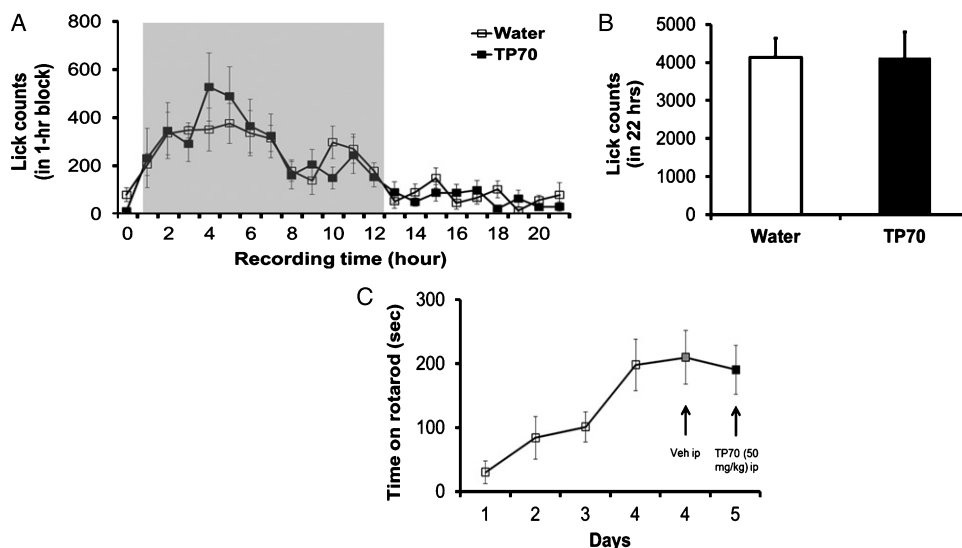 A
Lick counts
(in 1-hr block)
800
600
400
200
0
Water
TP70
0 2 4 6 8 10 12 14 16 18 20
Recording time (hour)
B
Lick counts
(in 22 hrs)
5000
4000
3000
2000
1000
0
Water TP70
C
Time on rotarod (sec)
300
200
100
0
Veh ip
TP70 (50
mg/kg) ip
1 2 3 4 4 5
Days